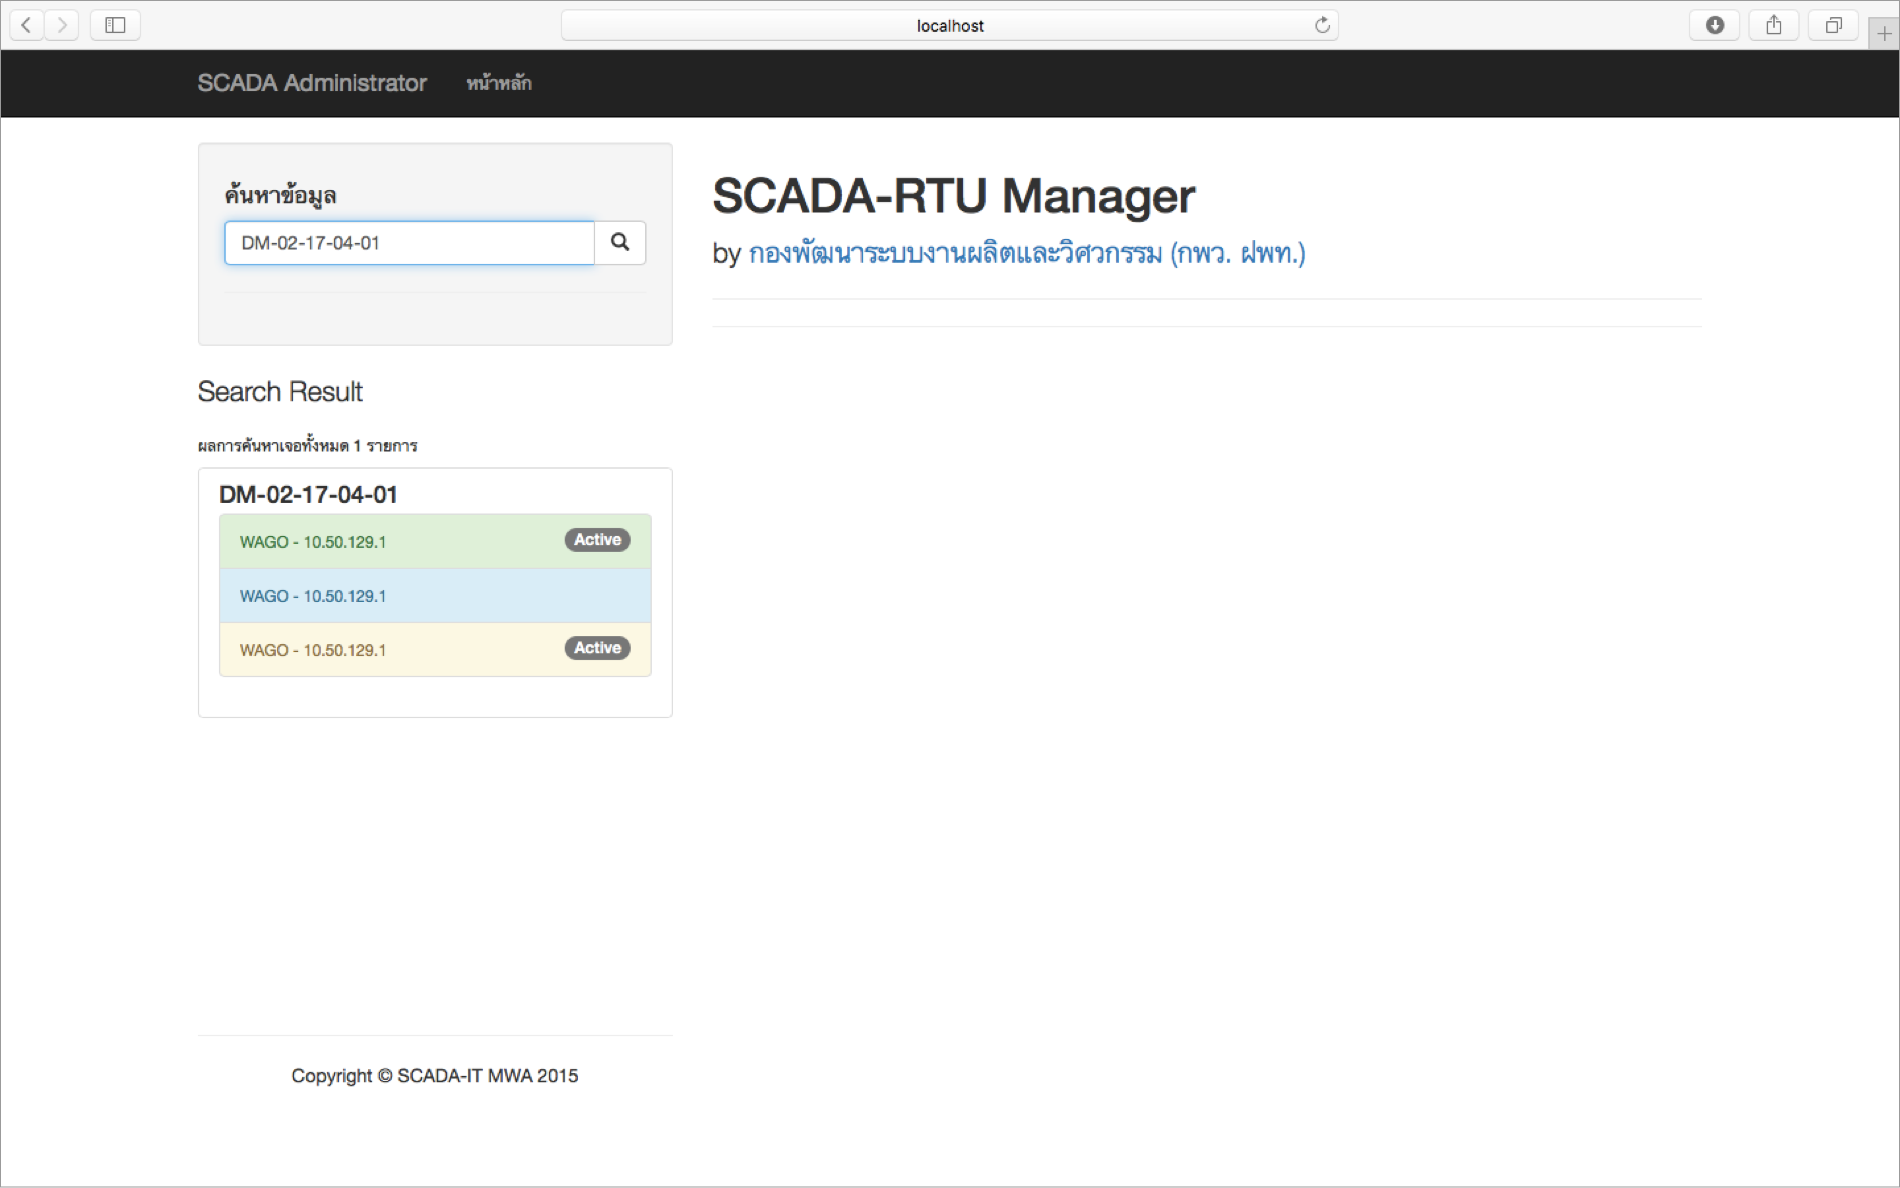 localhost
SCADA Administrator หน้าหลัก
ค้นหาข้อมูล
DM-02-17-04-01
Search Result
ผลการค้นหาเจอทั้งหมด 1 รายการ
DM-02-17-04-01
WAGO - 10.50.129.1 Active
WAGO - 10.50.129.1
WAGO - 10.50.129.1 Active
Copyright © SCADA-IT MWA 2015
SCADA-RTU Manager
by กองพัฒนาระบบงานผลิตและวิศวกรรม (กพว. ฝพท.)